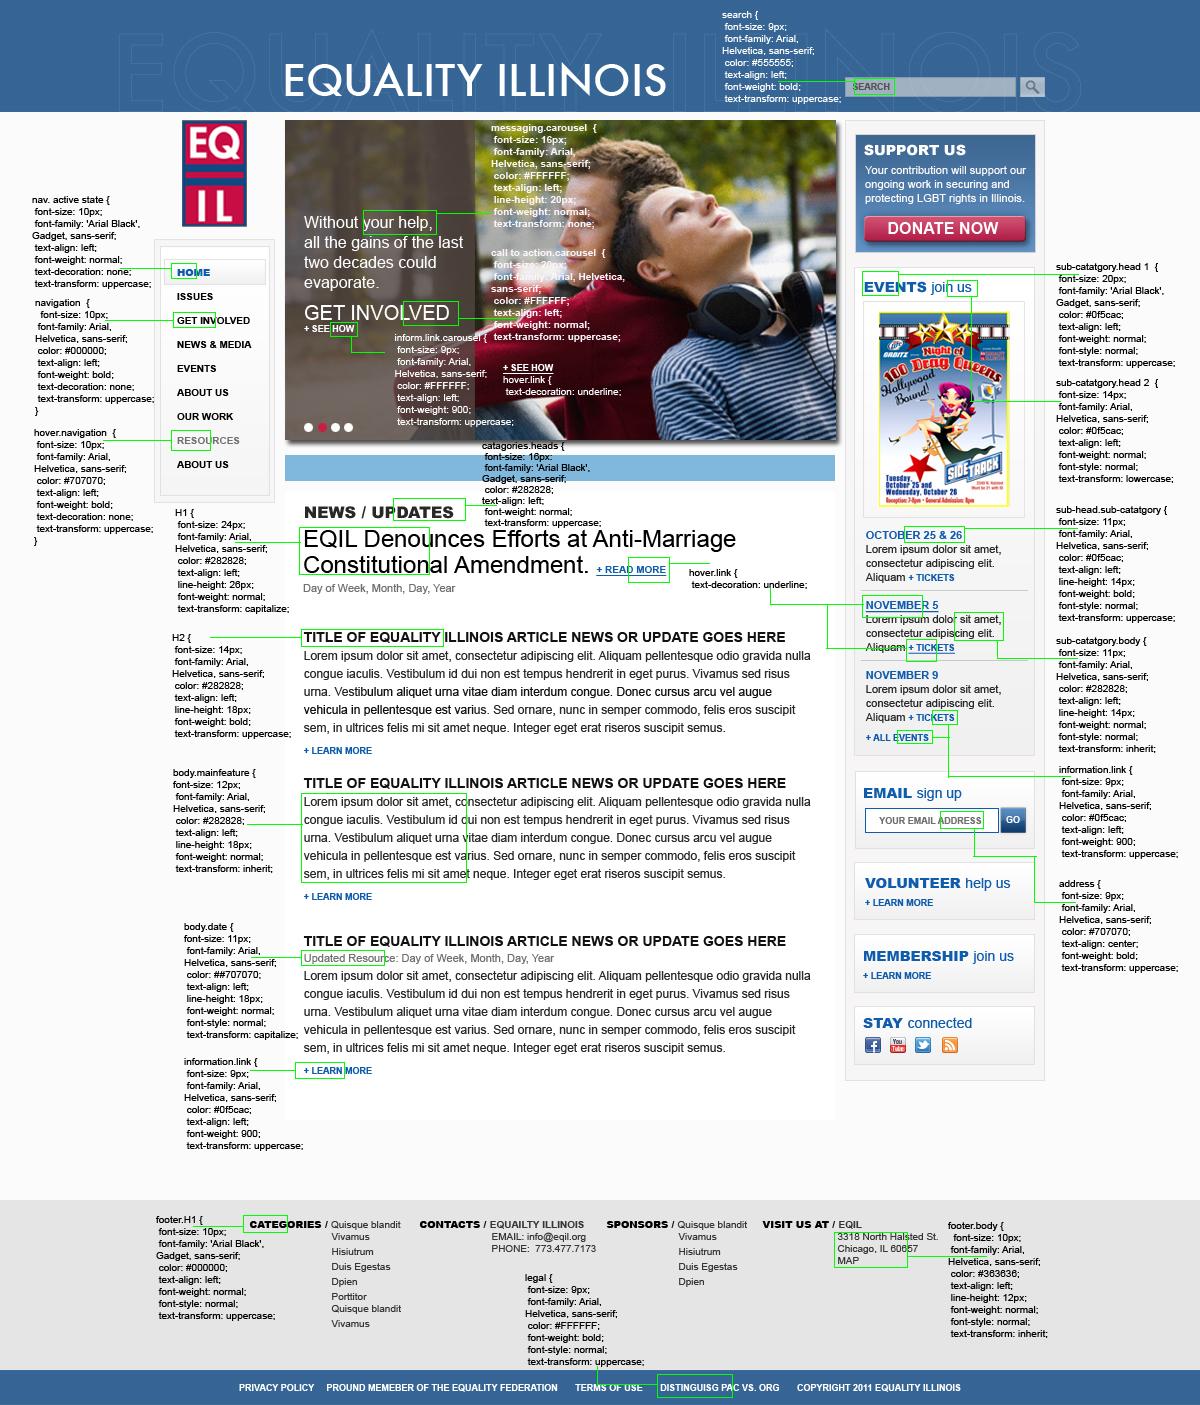 search {
font-size: 9px;
font-family: Arial,
Helvetica, sans-serif;
color: #555555;
text-align: left;
font-weight: bold;
text-transform: uppercase;
EQUALITY ILLINOIS
EQUALITY ILLINOIS
SEARCH
EQ
IL
nav. active state {
font-size: 10px;
font-family: 'Arial Black',
Gadget, sans-serif;
text-align: left;
font-weight: normal;
text-decoration: none;
text-transform: uppercase;
navigation {
font-size: 10px;
font-family: Arial,
Helvetica, sans-serif;
color: #000000;
text-align: left;
font-weight: bold;
text-decoration: none;
text-transform: uppercase;
}
hover.navigation {
font-size: 10px;
font-family: Arial,
Helvetica, sans-serif;
color: #707070;
text-align: left;
font-weight: bold;
text-decoration: none;
text-transform: uppercase;
}
HOME
ISSUES
GET INVOLVED
NEWS & MEDIA
EVENTS
ABOUT US
OUR WORK
RESOURCES
ABOUT US
messaging.carousel {
font-size: 16px;
font-family: Arial,
Helvetica, sans-serif;
color: #FFFFFF;
text-align: left;
line-height: 20px;
font-weight: normal;
text-transform: none;
Without your help,
all the gains of the last
two decades could
evaporate.
GET INVOLVED
+ SEE HOW
call to action.carousel {
font-size: 20px;
font-family: Arial, Helvetica,
sans-serif;
color: #FFFFFF;
text-align: left;
font-weight: normal;
text-transform: uppercase;
inform.link.carousel {
font-size: 9px;
font-family: Arial,
Helvetica, sans-serif;
color: #FFFFFF;
text-align: left;
font-weight: 900;
text-transform: uppercase;
+ SEE HOW
hover.link {
text-decoration: underline;
catagories.heads {
font-size: 16px;
font-family: 'Arial Black',
Gadget, sans-serif;
color: #282828;
text-align: left;
font-weight: normal;
text-transform: uppercase;
NEWS / UPDATES
EQIL Denounces Efforts at Anti-Marriage
Constitutional Amendment. + READ MORE
Day of Week, Month, Day, Year
hover.link {
text-decoration: underline;
H1 {
font-size: 24px;
font-family: Arial,
Helvetica, sans-serif;
color: #282828;
text-align: left;
line-height: 26px;
font-weight: normal;
text-transform: capitalize;
H2 {
font-size: 14px;
font-family: Arial,
Helvetica, sans-serif;
color: #282828;
text-align: left;
line-height: 18px;
font-weight: bold;
text-transform: uppercase;
TITLE OF EQUALITY ILLINOIS ARTICLE NEWS OR UPDATE GOES HERE
Lorem ipsum dolor sit amet, consectetur adipiscing elit. Aliquam pellentesque odio gravida nulla
congue iaculis. Vestibulum id dui non est tempus hendrerit in eget purus. Vivamus sed risus
urna. Vestibulum aliquet urna vitae diam interdum congue. Donec cursus arcu vel augue
vehicula in pellentesque est varius. Sed ornare, nunc in semper commodo, felis eros suscipit
sem, in ultrices felis mi sit amet neque. Integer eget erat riseros suscipit semus.
+ LEARN MORE
body.mainfeature {
font-size: 12px;
font-family: Arial,
Helvetica, sans-serif;
color: #282828;
text-align: left;
line-height: 18px;
font-weight: normal;
text-transform: inherit;
TITLE OF EQUALITY ILLINOIS ARTICLE NEWS OR UPDATE GOES HERE
Lorem ipsum dolor sit amet, consectetur adipiscing elit. Aliquam pellentesque odio gravida nulla
congue iaculis. Vestibulum id dui non est tempus hendrerit in eget purus. Vivamus sed risus
urna. Vestibulum aliquet urna vitae diam interdum congue. Donec cursus arcu vel augue
vehicula in pellentesque est varius. Sed ornare, nunc in semper commodo, felis eros suscipit
sem, in ultrices felis mi sit amet neque. Integer eget erat riseros suscipit semus.
+ LEARN MORE
body.date {
font-size: 11px;
font-family: Arial,
Helvetica, sans-serif;
color: ##707070;
text-align: left;
line-height: 18px;
font-weight: normal;
font-style: normal;
text-transform: capitalize;
TITLE OF EQUALITY ILLINOIS ARTICLE NEWS OR UPDATE GOES HERE
Updated Resource: Day of Week, Month, Day, Year
Lorem ipsum dolor sit amet, consectetur adipiscing elit. Aliquam pellentesque odio gravida nulla
congue iaculis. Vestibulum id dui non est tempus hendrerit in eget purus. Vivamus sed risus
urna. Vestibulum aliquet urna vitae diam interdum congue. Donec cursus arcu vel augue
vehicula in pellentesque est varius. Sed ornare, nunc in semper commodo, felis eros suscipit
sem, in ultrices felis mi sit amet neque. Integer eget erat riseros suscipit semus.
+ LEARN MORE
information.link {
font-size: 9px;
font-family: Arial,
Helvetica, sans-serif;
color: #0f5cac;
text-align: left;
font-weight: 900;
text-transform: uppercase;
SUPPORT US
Your contribution will support our
ongoing work in securing and
protecting LGBT rights in Illinois.
DONATE NOW
EVENTS join us
ORBITZ
Night of
100 Drag Queens
Hollywood
Bound!
SIDETRACK
Tuesday,
October 25 and
Wednesday, October 26
Reception: 7-8pm • General Admission: 8pm
OCTOBER 25 & 26
Lorem ipsum dolor sit amet,
consectetur adipiscing elit.
Aliquam + TICKETS
NOVEMBER 5
Lorem ipsum dolor sit amet,
consectetur adipiscing elit.
Aliquam + TICKETS
NOVEMBER 9
Lorem ipsum dolor sit amet,
consectetur adipiscing elit.
Aliquam + TICKETS
+ ALL EVENTS
EMAIL sign up
YOUR EMAIL ADDRESS
GO
VOLUNTEER help us
+ LEARN MORE
MEMBERSHIP join us
+ LEARN MORE
STAY connected
You
Tube
sub-catatgory.head 1 {
font-size: 20px;
font-family: 'Arial Black',
Gadget, sans-serif;
color: #0f5cac;
text-align: left;
font-weight: normal;
font-style: normal;
text-transform: uppercase;
sub-catatgory.head 2 {
font-size: 14px;
font-family: Arial,
Helvetica, sans-serif;
color: #0f5cac;
text-align: left;
font-weight: normal;
font-style: normal;
text-transform: lowercase;
sub-head.sub-catatgory {
font-size: 11px;
font-family: Arial,
Helvetica, sans-serif;
color: #0f5cac;
text-align: left;
line-height: 14px;
font-weight: bold;
font-style: normal;
text-transform: uppercase;
sub-catatgory.body {
font-size: 11px;
font-family: Arial,
Helvetica, sans-serif;
color: #282828;
text-align: left;
line-height: 14px;
font-weight: normal;
font-style: normal;
text-transform: inherit;
information.link {
font-size: 9px;
font-family: Arial,
Helvetica, sans-serif;
color: #0f5cac;
text-align: left;
font-weight: 900;
text-transform: uppercase;
address {
font-size: 9px;
font-family: Arial,
Helvetica, sans-serif;
color: #707070;
text-align: center;
font-weight: bold;
text-transform: uppercase;
footer.H1 {
font-size: 10px;
font-family: 'Arial Black',
Gadget, sans-serif;
color: #000000;
text-align: left;
font-weight: normal;
font-style: normal;
text-transform: uppercase;
CATEGORIES / Quisque blandit
Vivamus
Hisiutrum
Duis Egestas
Dpien
Porttitor
Quisque blandit
Vivamus
CONTACTS / EQUAILTY ILLINOIS
EMAIL: info@eqil.org
PHONE: 773.477.7173
legal {
font-size: 9px;
font-family: Arial,
Helvetica, sans-serif;
color: #FFFFFF;
font-weight: bold;
font-style: normal;
text-transform: uppercase;
SPONSORS / Quisque blandit
Vivamus
Hisiutrum
Duis Egestas
Dpien
VISIT US AT / EQIL
3318 North Halsted St.
Chicago, IL 60657
MAP
footer.body {
font-size: 10px;
font-family: Arial,
Helvetica, sans-serif;
color: #363636;
text-align: left;
line-height: 12px;
font-weight: normal;
font-style: normal;
text-transform: inherit;
PRIVACY POLICY PROUND MEMEBER OF THE EQUALITY FEDERATION TERMS OF USE DISTINGUISG PAC VS. ORG COPYRIGHT 2011 EQUALITY ILLINOIS